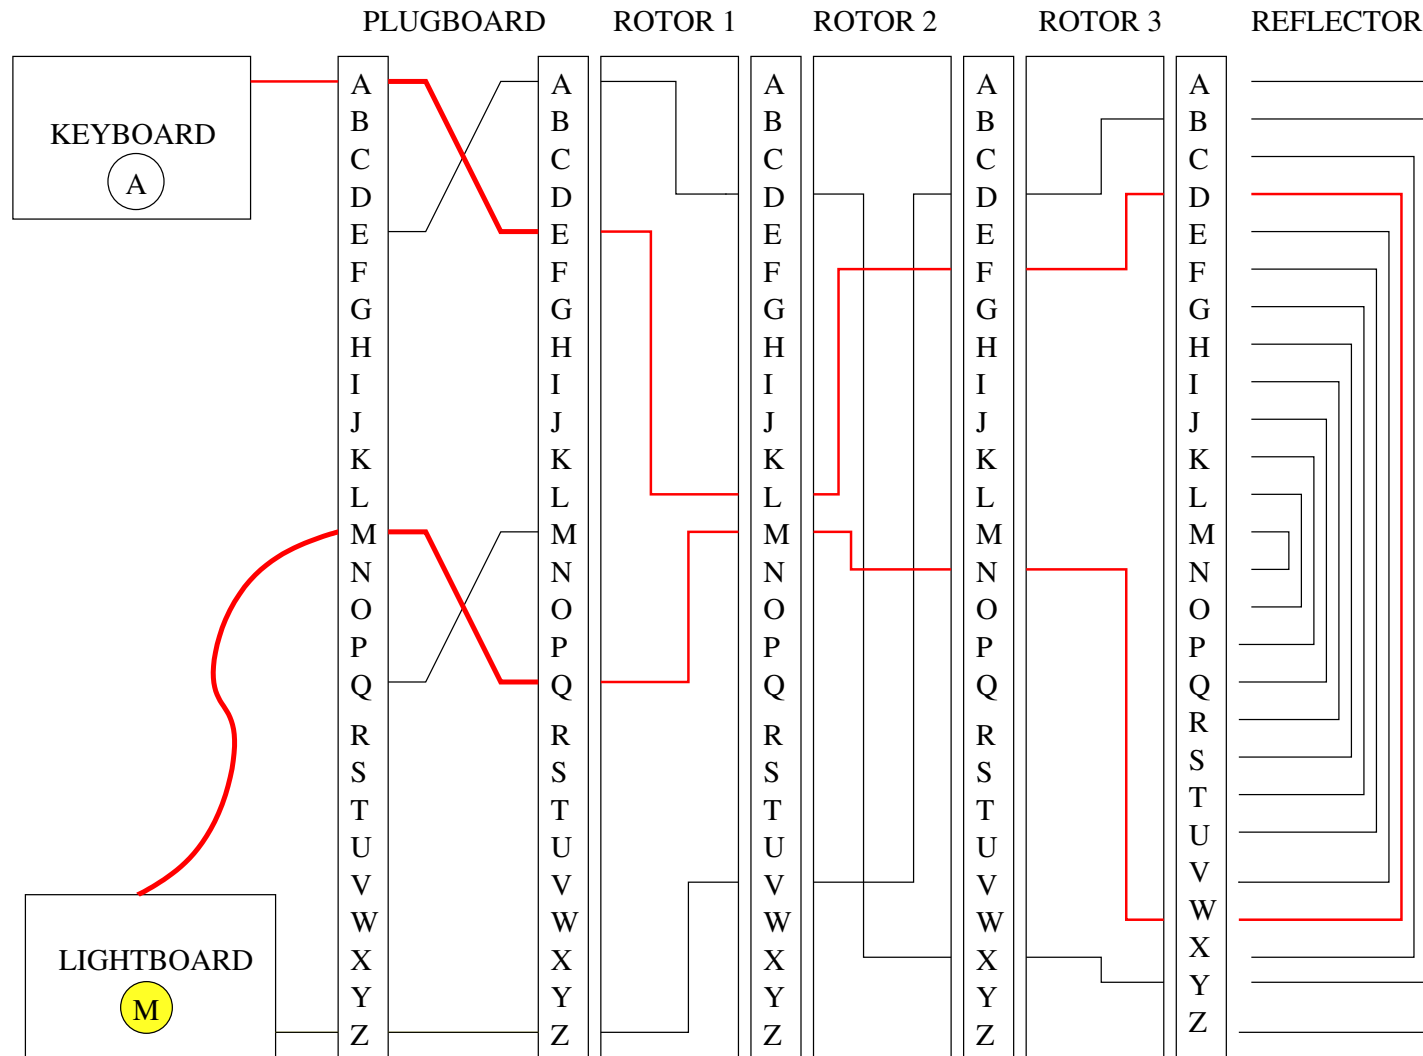 PLUGBOARD ROTOR 1 ROTOR 2 ROTOR 3 REFLECTOR
A A A A A
KEYBOARD B B B B B
C C C C C
A
D D D D D
E E E E E
F F F F F
G G G G G
H H H H H
I I I I I
J J J J J
K K K K K
L L L L L
M M M M M
N N N N N
O O O O O
P P P P P
Q Q Q Q Q
R R R R R
S S S S S
T T T T T
U U U U U
V V V V V
W W W W W
LIGHTBOARD X X X X X
M Y Y Y Y Y
Z Z Z Z Z